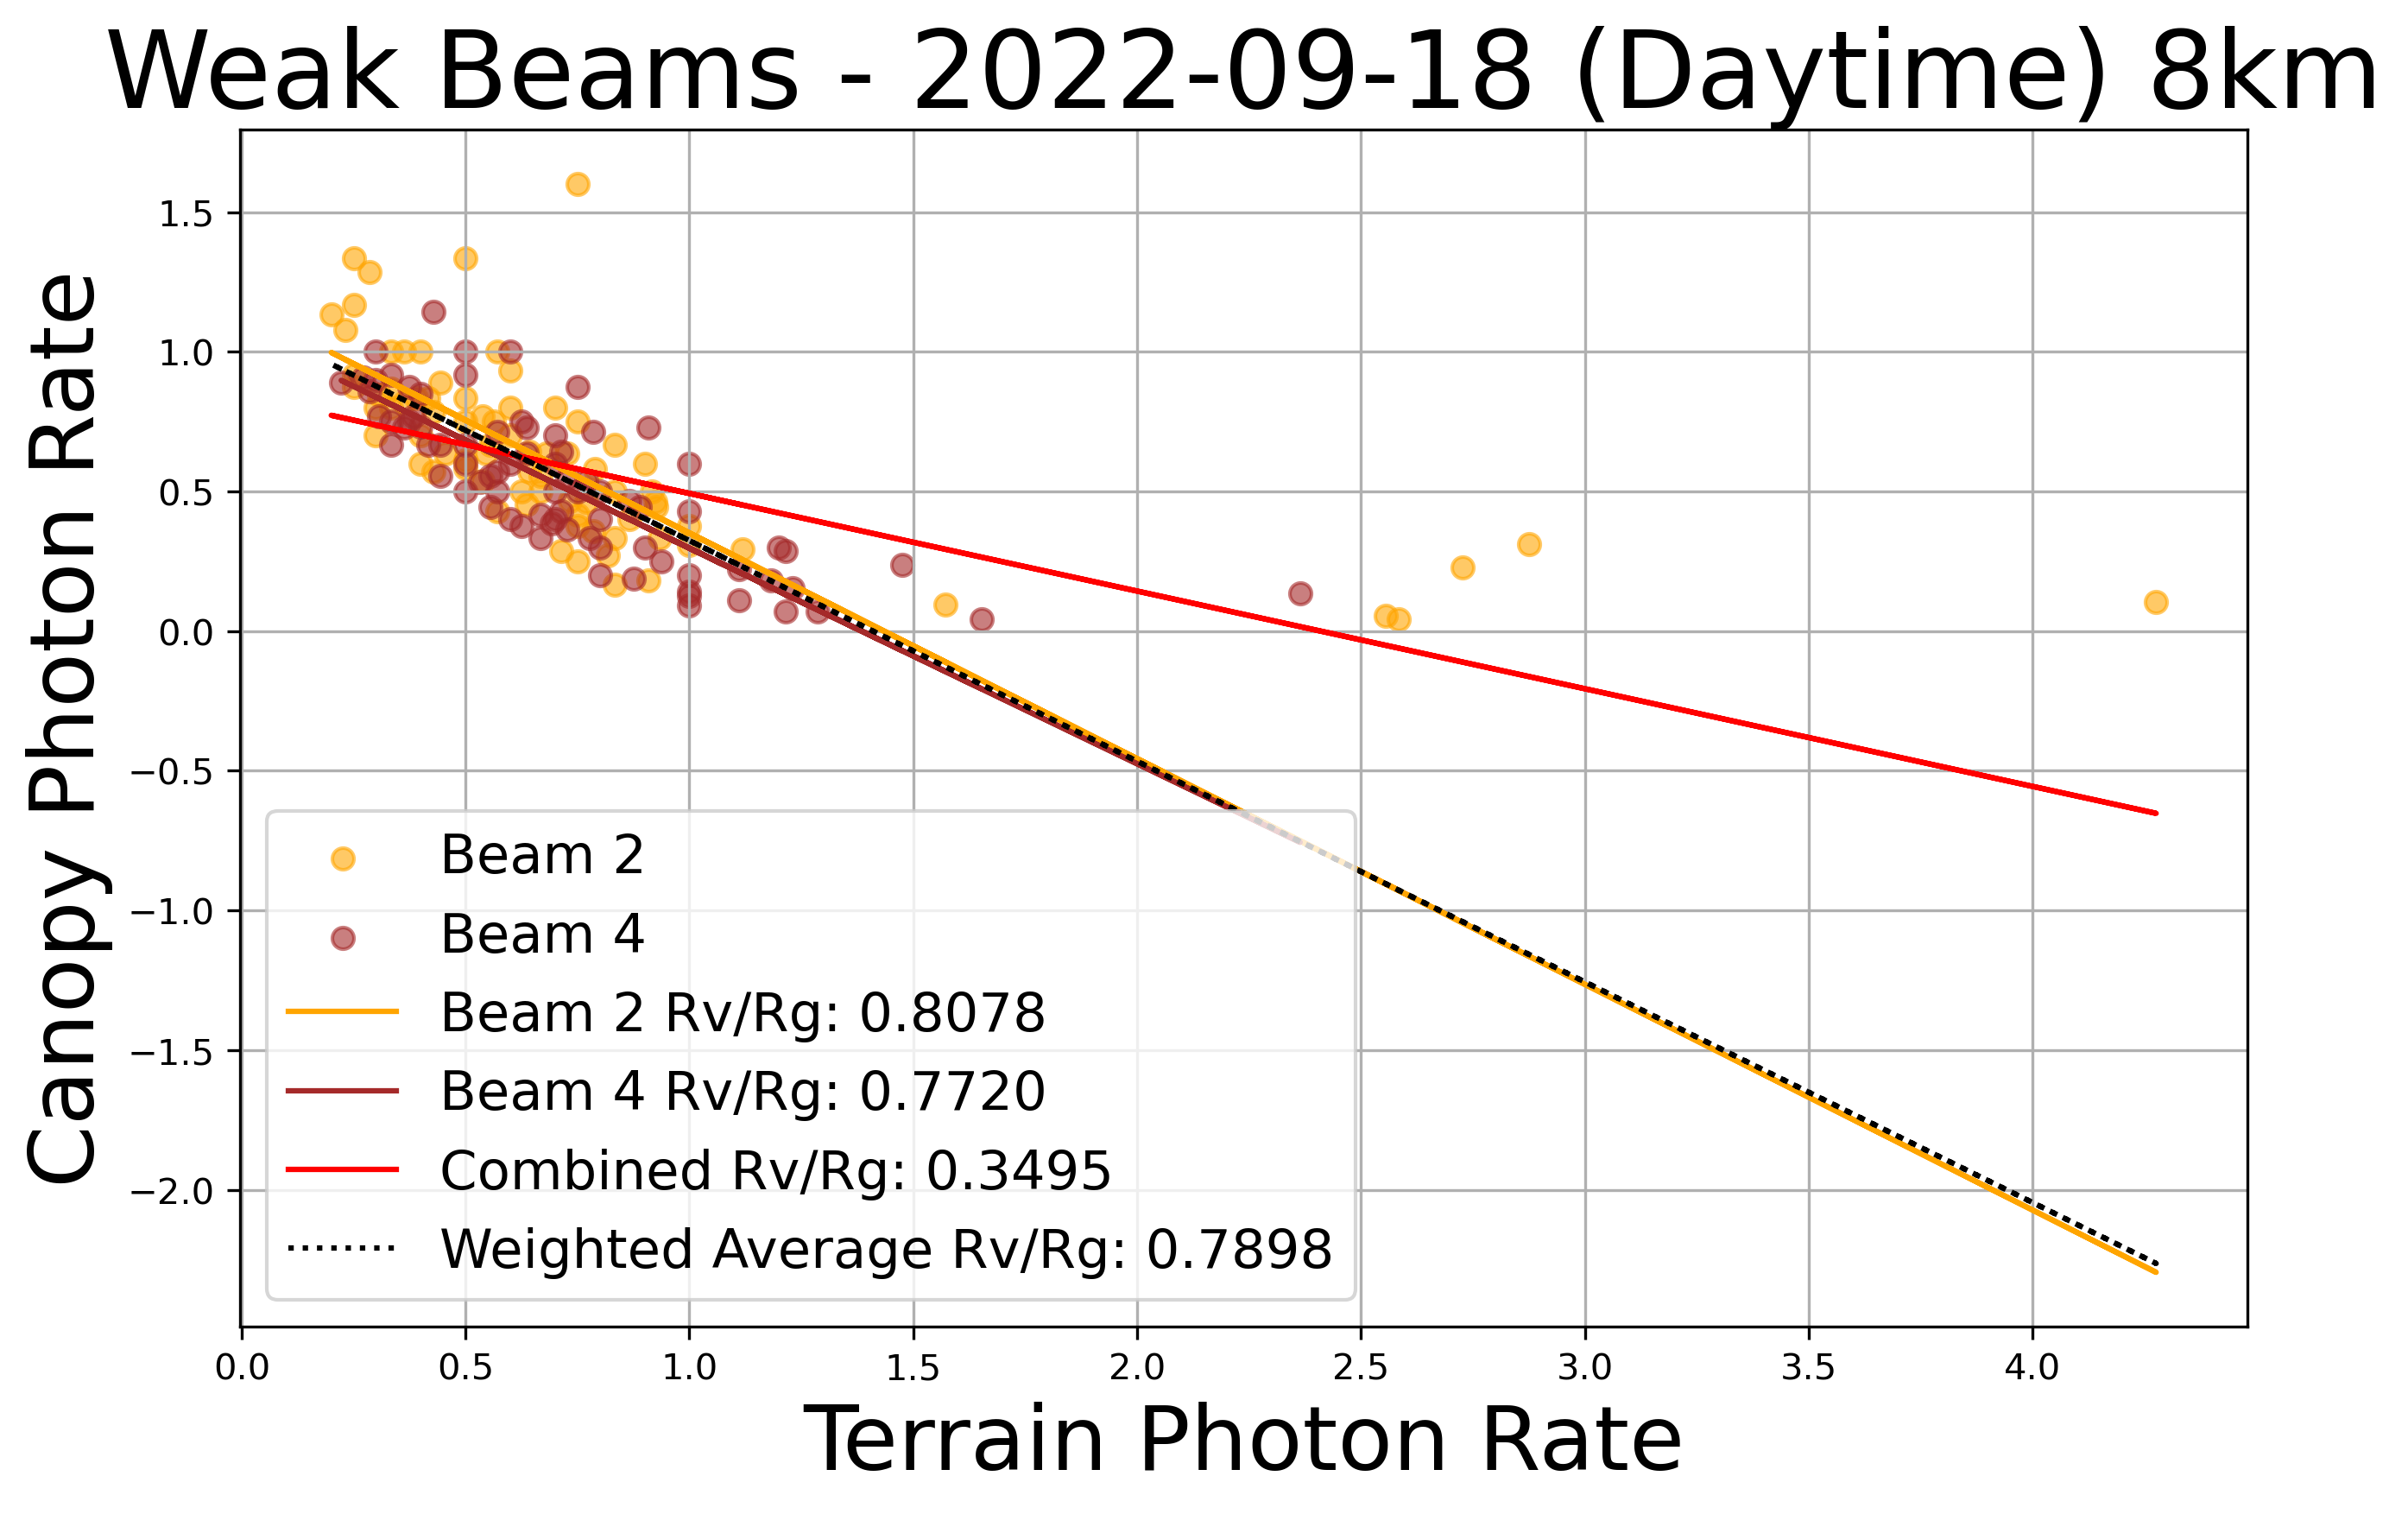 Weak Beams - 2022-09-18 (Daytime) 8km
Canopy Photon Rate
1.5
1.0
0.5
0.0
−0.5
−1.0
−1.5
−2.0
Beam 2
Beam 4
Beam 2 Rv/Rg: 0.8078
Beam 4 Rv/Rg: 0.7720
Combined Rv/Rg: 0.3495
Weighted Average Rv/Rg: 0.7898
0.0 0.5 1.0 1.5 2.0 2.5 3.0 3.5 4.0
Terrain Photon Rate